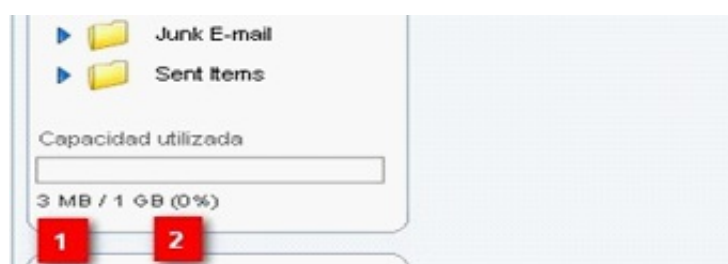 Junk E-mail
Sent Items
Capacidad utilizada
3 MB / 1 GB (0%)
1 2